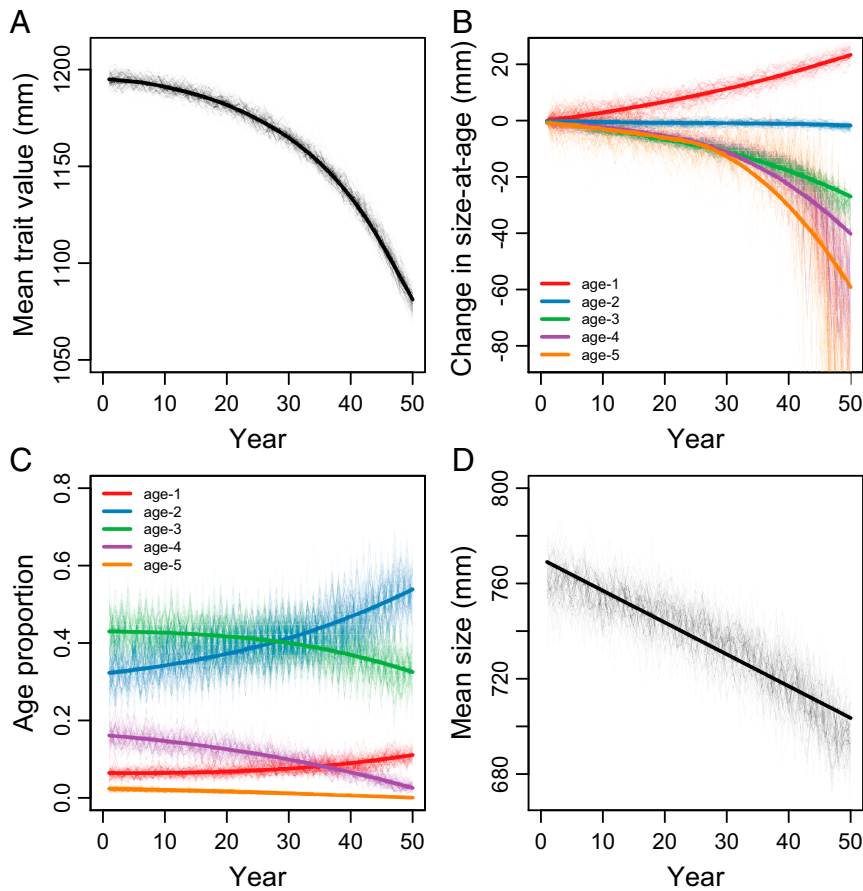 A
Mean trait value (mm)
1200
1150
1100
1050
0 10 20 30 40 50
Year
B
Change in size-at-age (mm)
20
0
-20
-40
-60
-80
age-1
age-2
age-3
age-4
age-5
0 10 20 30 40 50
Year
C
Age proportion
0.8
0.6
0.4
0.2
0.0
age-1
age-2
age-3
age-4
age-5
0 10 20 30 40 50
Year
D
Mean size (mm)
800
760
720
680
0 10 20 30 40 50
Year